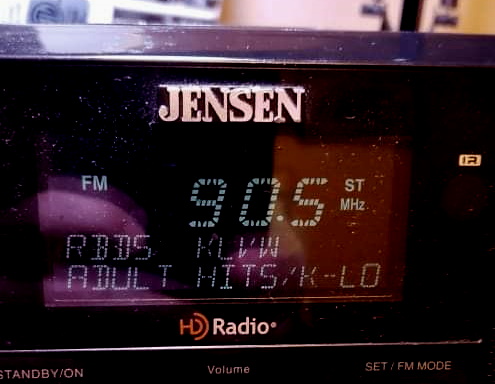 JENSEN
IR
FM 90.5 ST
MHz
RBDS KLVW
ADULT HITS/K-LO
HD Radio®
STANDBY/ON Volume SET / FM MODE